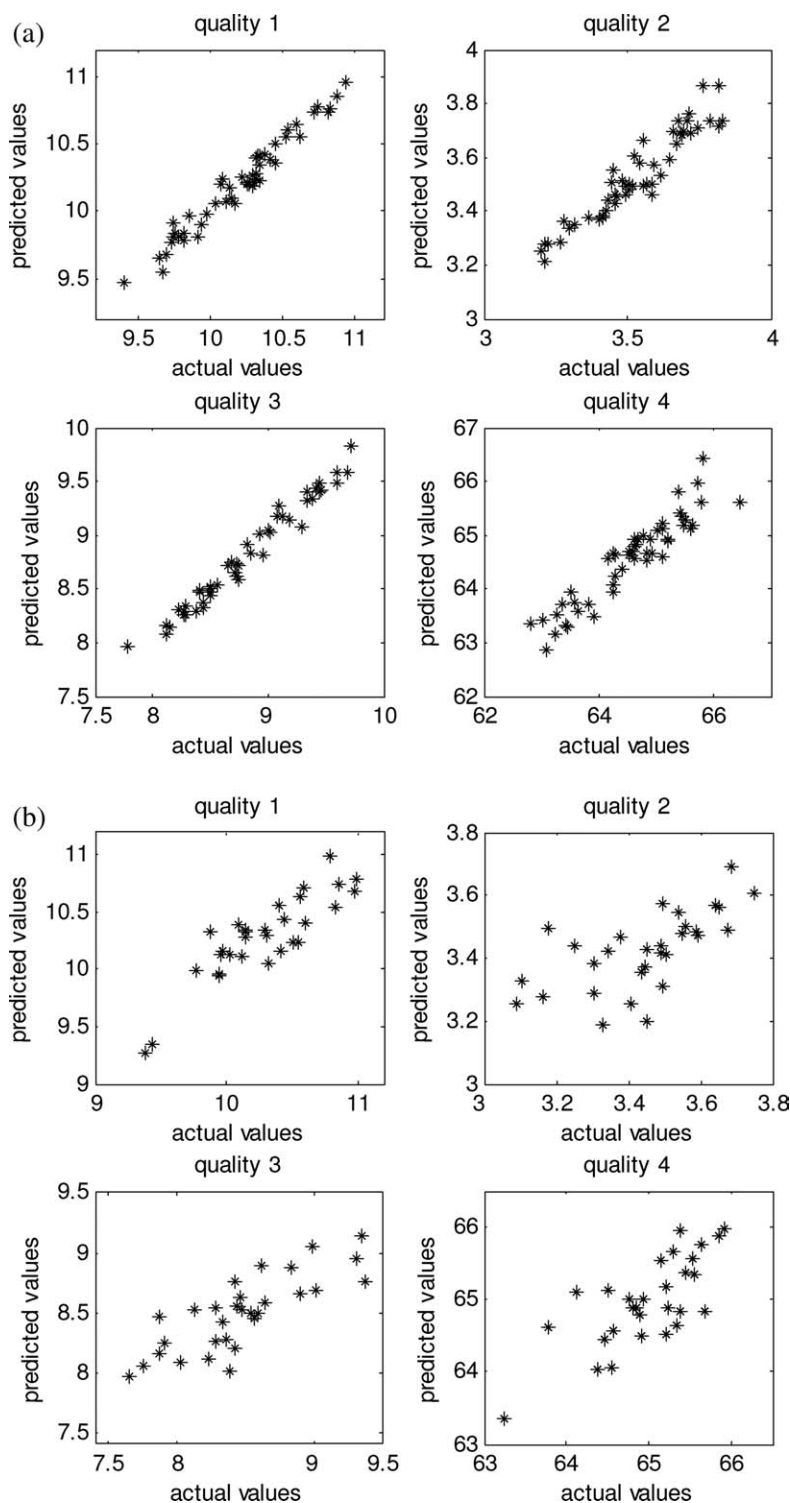 (a)
quality 1
quality 2
predicted values
11
10.5
10
9.5
9.5 10 10.5 11
actual values
predicted values
4
3.8
3.6
3.4
3.2
3
3 3.5 4
actual values
quality 3
quality 4
predicted values
10
9.5
9
8.5
8
7.5
7.5 8 9 10
actual values
predicted values
67
66
65
64
63
62
62 64 66
actual values
(b)
quality 1
quality 2
predicted values
11
10.5
10
9.5
9
9 10 11
actual values
predicted values
3.8
3.6
3.4
3.2
3
3 3.2 3.4 3.6 3.8
actual values
quality 3
quality 4
predicted values
9.5
9
8.5
8
7.5
7.5 8 9 9.5
actual values
predicted values
66
65
64
63
63 64 65 66
actual values